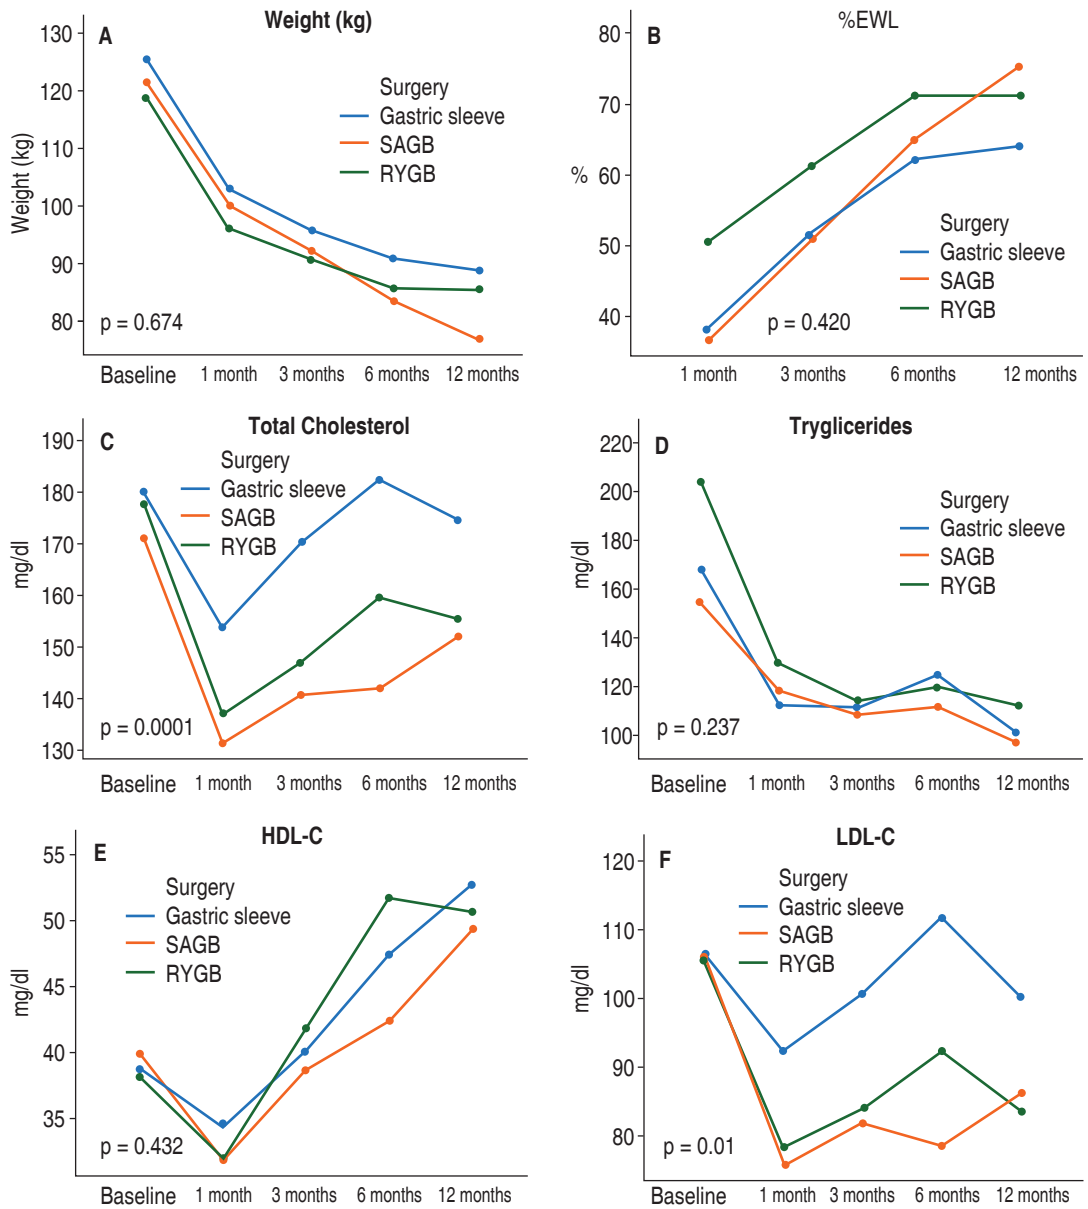 A
Weight (kg)
130
120
110
100
90
80
Weight (kg)
Surgery
Gastric sleeve
SAGB
RYGB
p = 0.674
Baseline 1 month 3 months 6 months 12 months
B
%EWL
80
70
60
50
40
%
Surgery
Gastric sleeve
SAGB
RYGB
p = 0.420
1 month 3 months 6 months 12 months
C
Total Cholesterol
190
180
170
160
150
140
130
mg/dl
Surgery
Gastric sleeve
SAGB
RYGB
p = 0.0001
Baseline 1 month 3 months 6 months 12 months
D
Tryglicerides
220
200
180
160
140
120
100
mg/dl
Surgery
Gastric sleeve
SAGB
RYGB
p = 0.237
Baseline 1 month 3 months 6 months 12 months
E
HDL-C
55
50
45
40
35
mg/dl
Surgery
Gastric sleeve
SAGB
RYGB
p = 0.432
Baseline 1 month 3 months 6 months 12 months
F
LDL-C
120
110
100
90
80
mg/dl
Surgery
Gastric sleeve
SAGB
RYGB
p = 0.01
Baseline 1 month 3 months 6 months 12 months